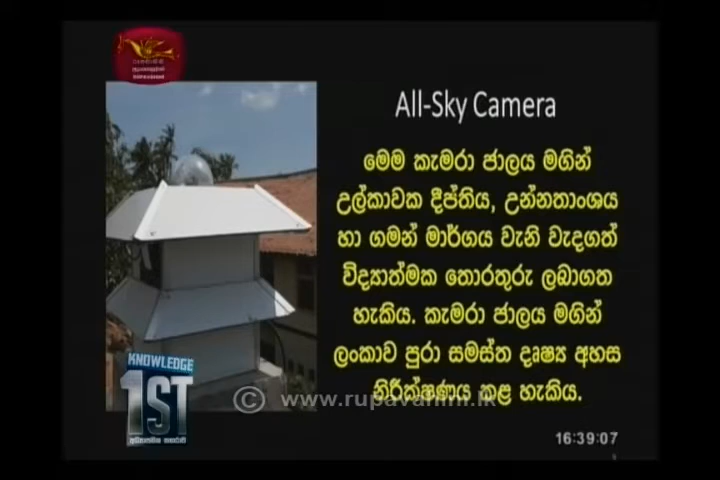 All-Sky Camera
මෙම කැමරා ජාලය මගින්
උල්කාවක දීප්තිය, උන්නතාංශය
හා ගමන් මාර්ගය වැනි වැදගත්
විද්‍යාත්මක තොරතුරු ලබාගත
හැකිය. කැමරා ජාලය මගින්
ලංකාව පුරා සමස්ත දෘෂ්‍ය අහස
නිරීක්ෂණය කළ හැකිය.
KNOWLEDGE
1ST
© www.rupavahini.lk
16:39:07